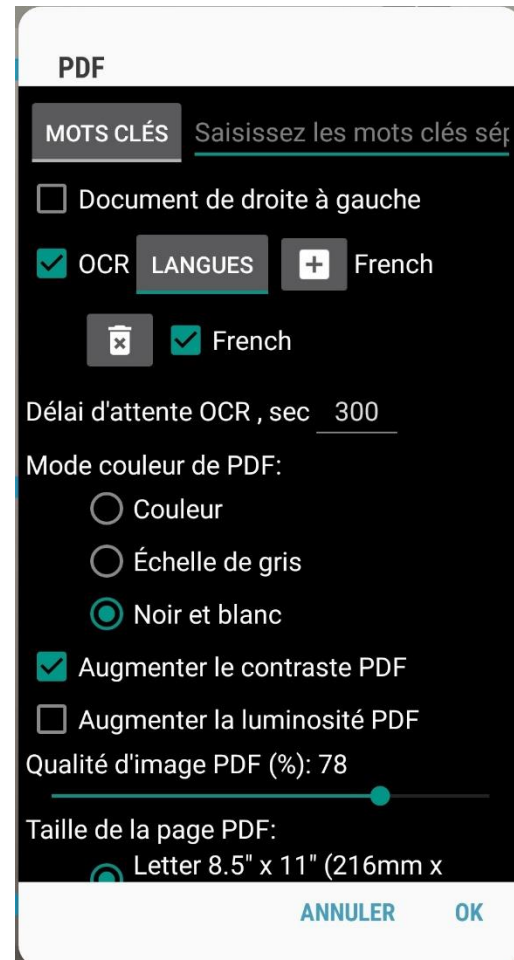 PDF
MOTS CLÉS Saisissez les mots clés
Document de droite à gauche
OCR LANGUES + French
French
Délai d'attente OCR , sec 300
Mode couleur de PDF:
Couleur
Échelle de gris
Noir et blanc
Augmenter le contraste PDF
Augmenter la luminosité PDF
Qualité d'image PDF (%): 78
Taille de la page PDF:
Letter 8.5" x 11" (216mm x
ANNULER OK